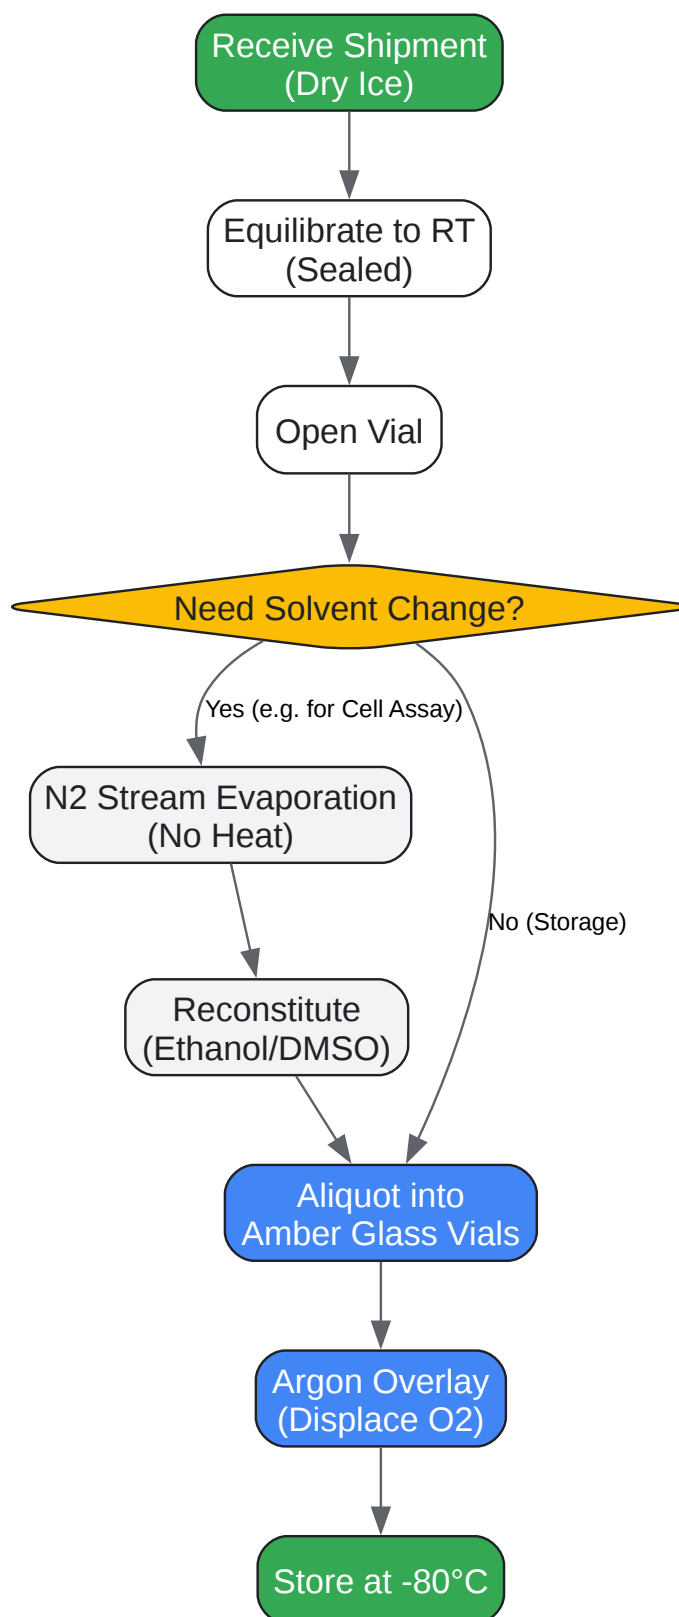 Receive Shipment
(Dry Ice)
Equilibrate to RT
(Sealed)
Open Vial
Need Solvent Change?
Yes (e.g. for Cell Assay)
N2 Stream Evaporation
(No Heat)
No (Storage)
Reconstitute
(Ethanol/DMSO)
Aliquot into
Amber Glass Vials
Argon Overlay
(Displace O2)
Store at -80°C